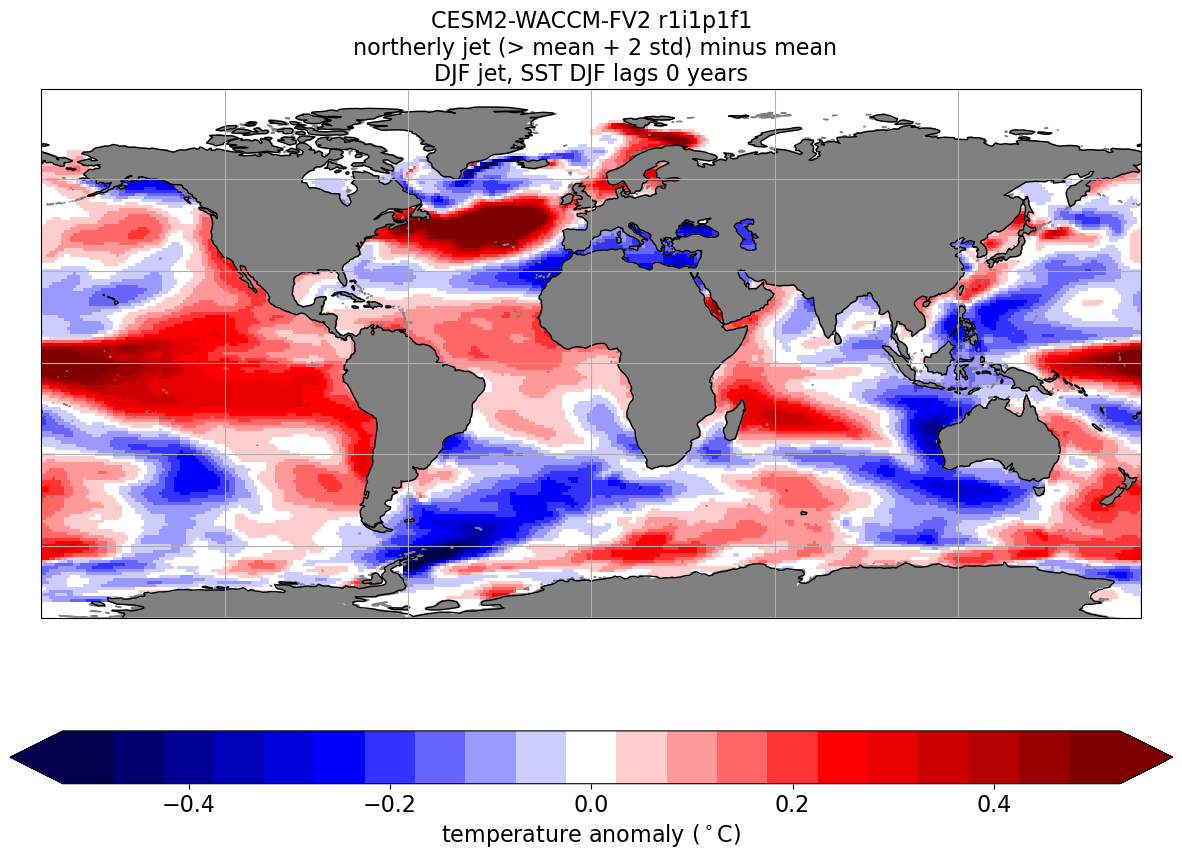 CESM2-WACCM-FV2 r1i1p1f1
northerly jet (> mean + 2 std) minus mean
DJF jet, SST DJF lags 0 years
−0.4 −0.2 0.0 0.2 0.4
temperature anomaly (°C)